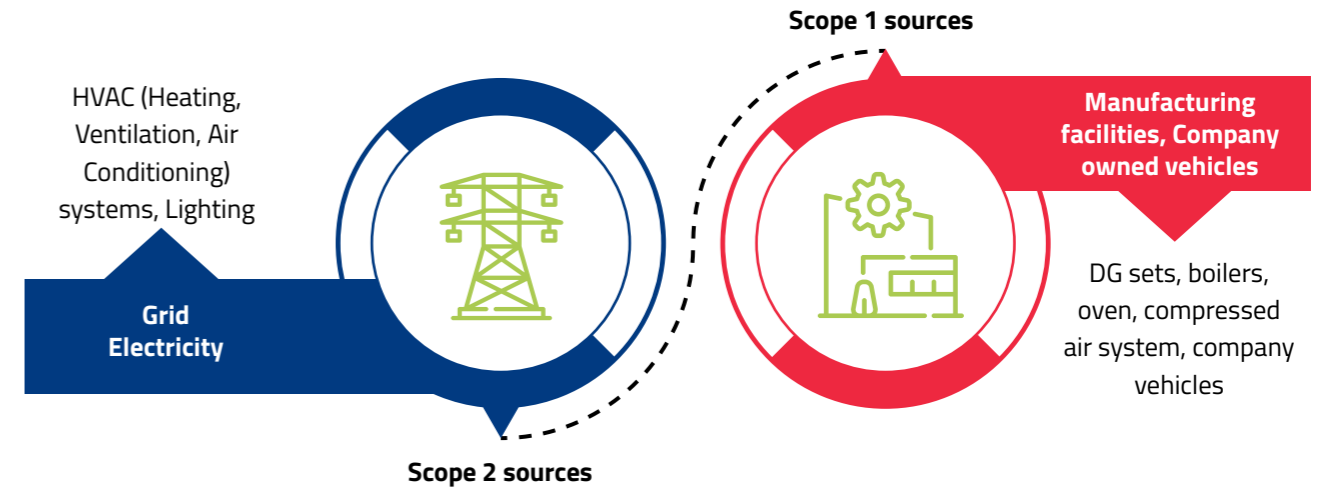 Scope 1 sources
HVAC (Heating,
Ventilation, Air
Conditioning)
systems, Lighting
Grid
Electricity
Scope 2 sources
Manufacturing
facilities, Company
owned vehicles
DG sets, boilers,
oven, compressed
air system, company
vehicles